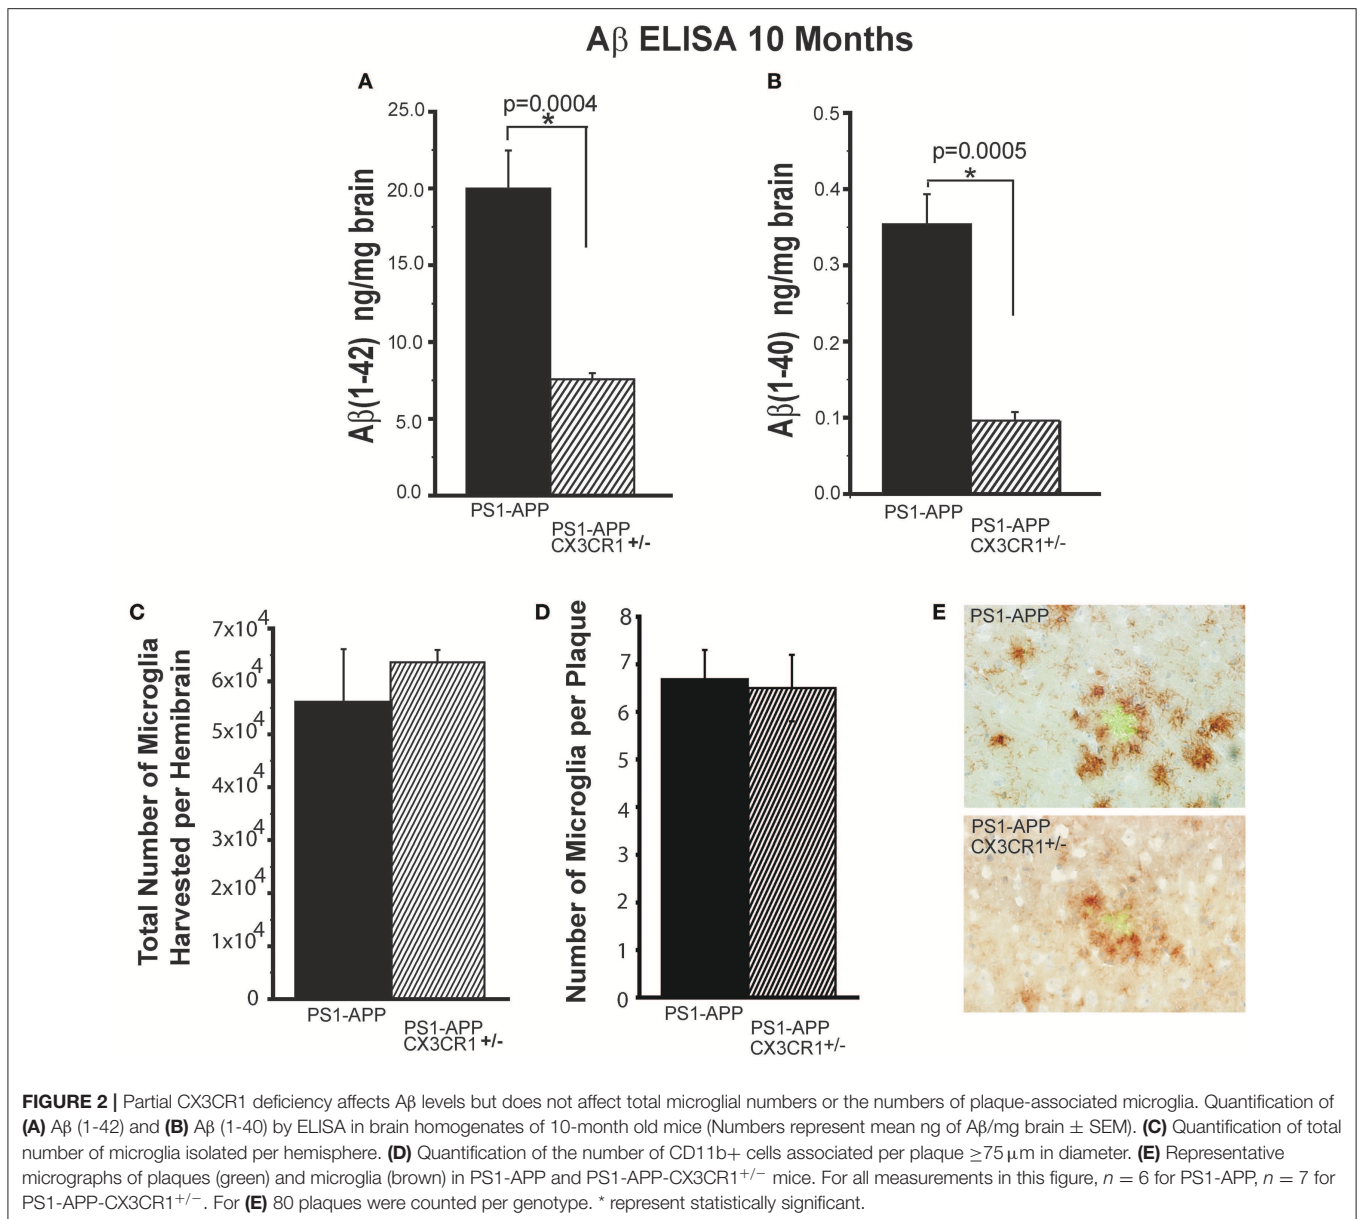 Aβ ELISA 10 Months
A
25.0
20.0
15.0
10.0
5.0
0.0
Aβ(1-42) ng/mg brain
p=0.0004
*
PS1-APP
PS1-APP
CX3CR1 +/-
B
0.5
0.4
0.3
0.2
0.1
0.0
Aβ(1-40) ng/mg brain
p=0.0005
*
PS1-APP
PS1-APP
CX3CR1+/-
C
Total Number of Microglia
Harvested per Hemibrain
7x10⁴
6x10⁴
5x10⁴
4x10⁴
3x10⁴
2x10⁴
1x10⁴
0
PS1-APP
PS1-APP
CX3CR1 +/-
D
Number of Microglia per Plaque
8
7
6
5
4
3
2
1
0
PS1-APP
PS1-APP
CX3CR1+/-
E
PS1-APP
PS1-APP
CX3CR1+/-
FIGURE 2 | Partial CX3CR1 deficiency affects Aβ levels but does not affect total microglial numbers or the numbers of plaque-associated microglia. Quantification of
(A) Aβ (1-42) and (B) Aβ (1-40) by ELISA in brain homogenates of 10-month old mice (Numbers represent mean ng of Aβ/mg brain ± SEM). (C) Quantification of total
number of microglia isolated per hemisphere. (D) Quantification of the number of CD11b+ cells associated per plaque ≥75 μm in diameter. (E) Representative
micrographs of plaques (green) and microglia (brown) in PS1-APP and PS1-APP-CX3CR1+/− mice. For all measurements in this figure, n = 6 for PS1-APP, n = 7 for
PS1-APP-CX3CR1+/−. For (E) 80 plaques were counted per genotype. * represent statistically significant.